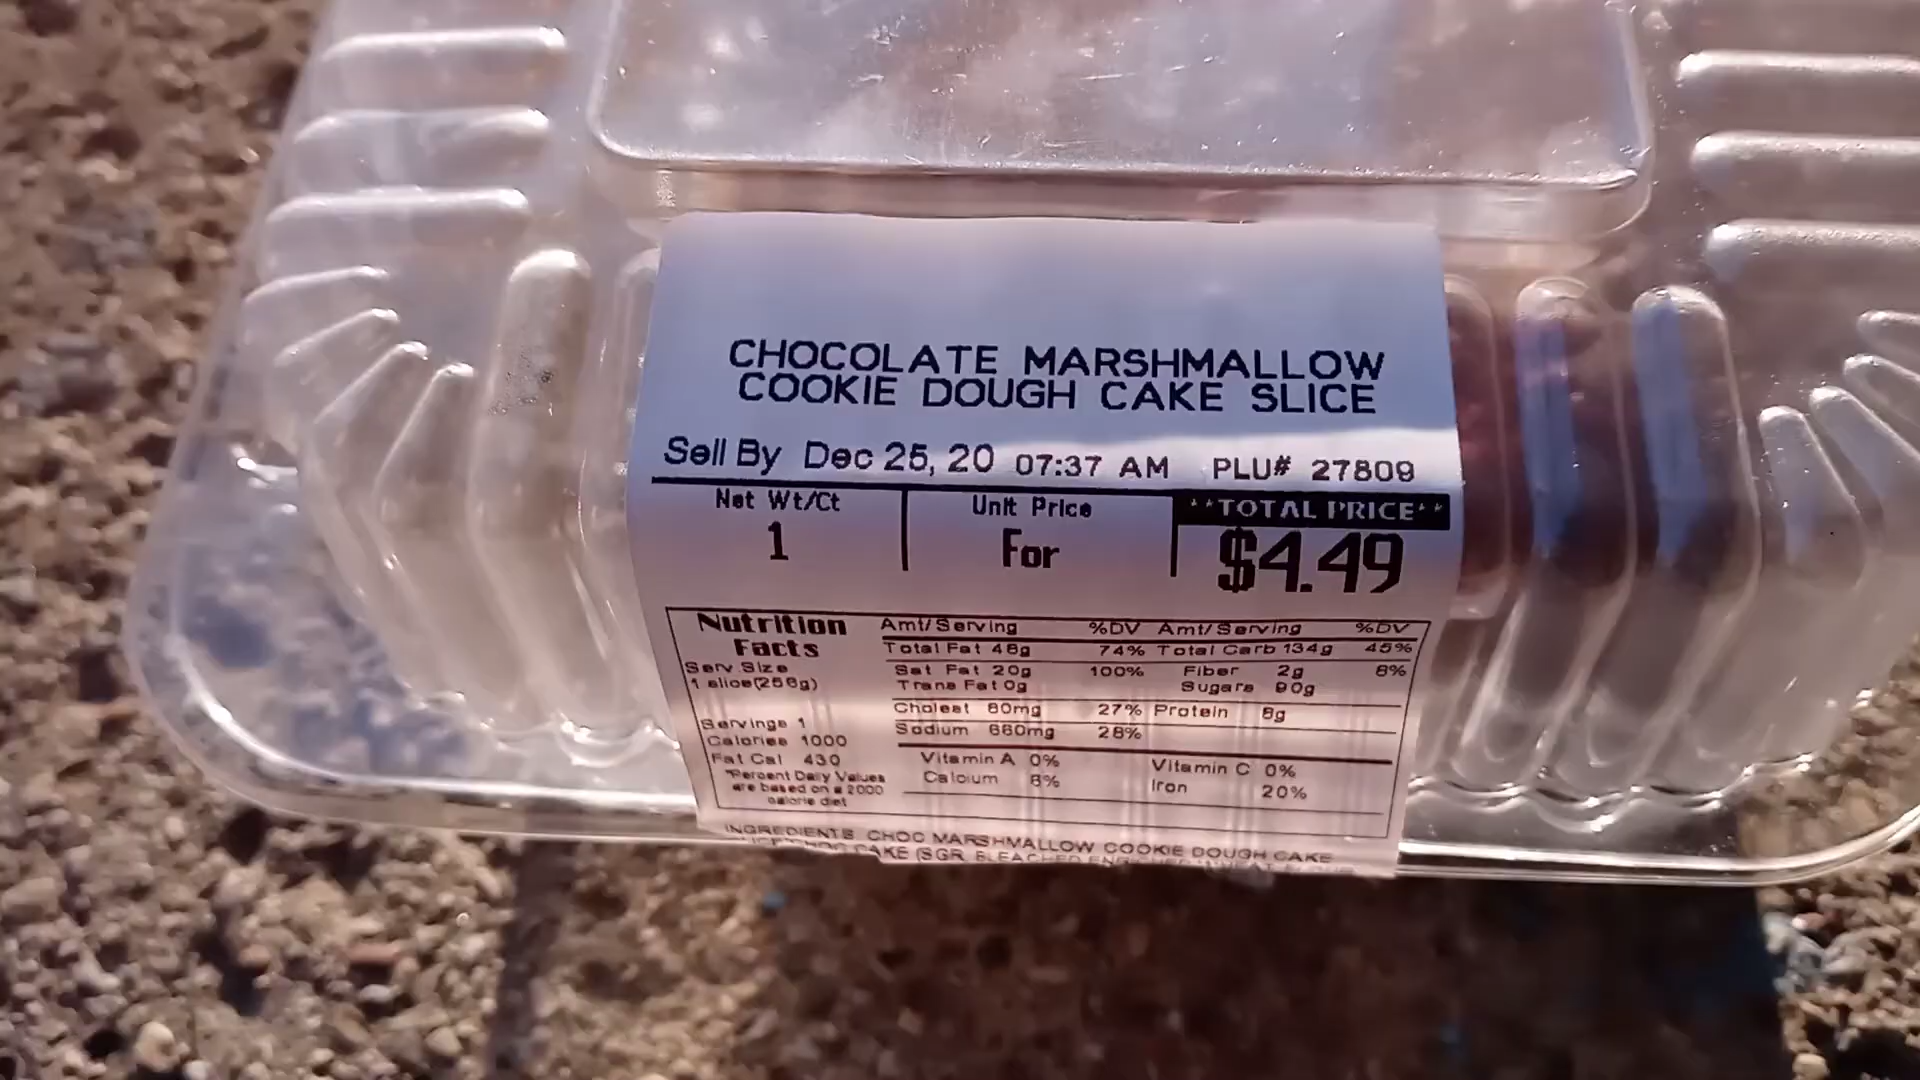 CHOCOLATE MARSHMALLOW
COOKIE DOUGH CAKE SLICE
Sell By Dec 25, 20 07:37 AM PLU# 27809
Net Wt/Ct
1
Unit Price
For
**TOTAL PRICE**
$4.49
Nutrition
Facts
Serv.Size
1 slice(256g)
Servings 1
Calories 1000
Fat Cal 430
*Percent Daily Values
are based on a 2000
calorie diet
Amt/Serving %DV Amt/Serving %DV
Total Fat 48g 74% Total Carb 134g 45%
Sat Fat 20g 100% Fiber 2g 8%
Trans Fat 0g Sugars 90g
Cholest 80mg 27% Protein 8g
Sodium 660mg 28%
Vitamin A 0% Vitamin C 0%
Calcium 8% Iron 20%
INGREDIENTS: CHOC MARSHMALLOW COOKIE DOUGH CAKE
CAKE (SGR, BLEACHED ENRICHED WHEAT